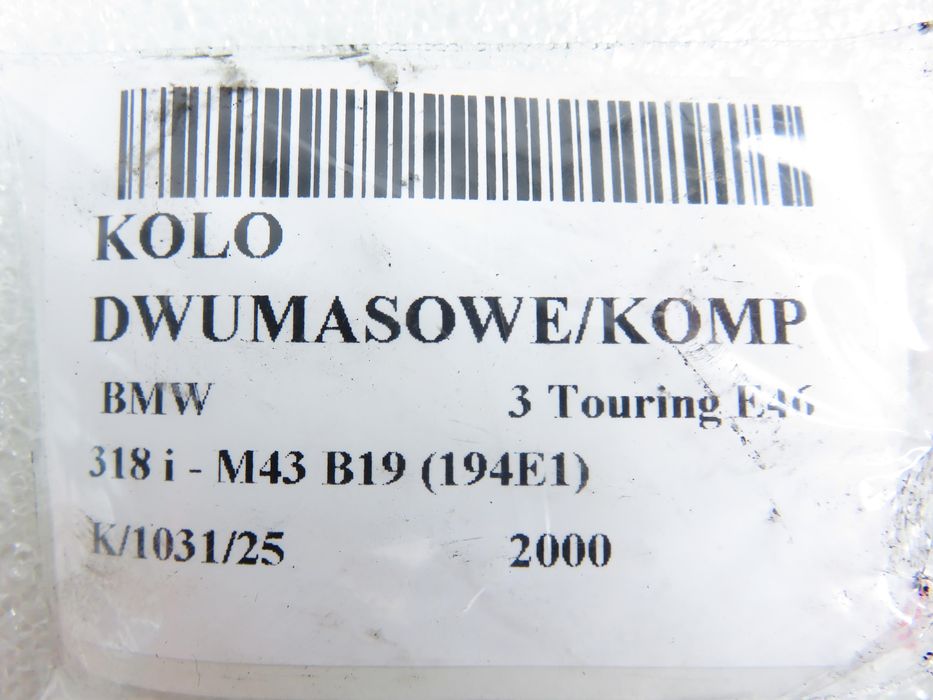 KOLO
DWUMASOWE/KOMP
BMW 3 Touring E46
318 i - M43 B19 (194E1)
K/1031/25 2000